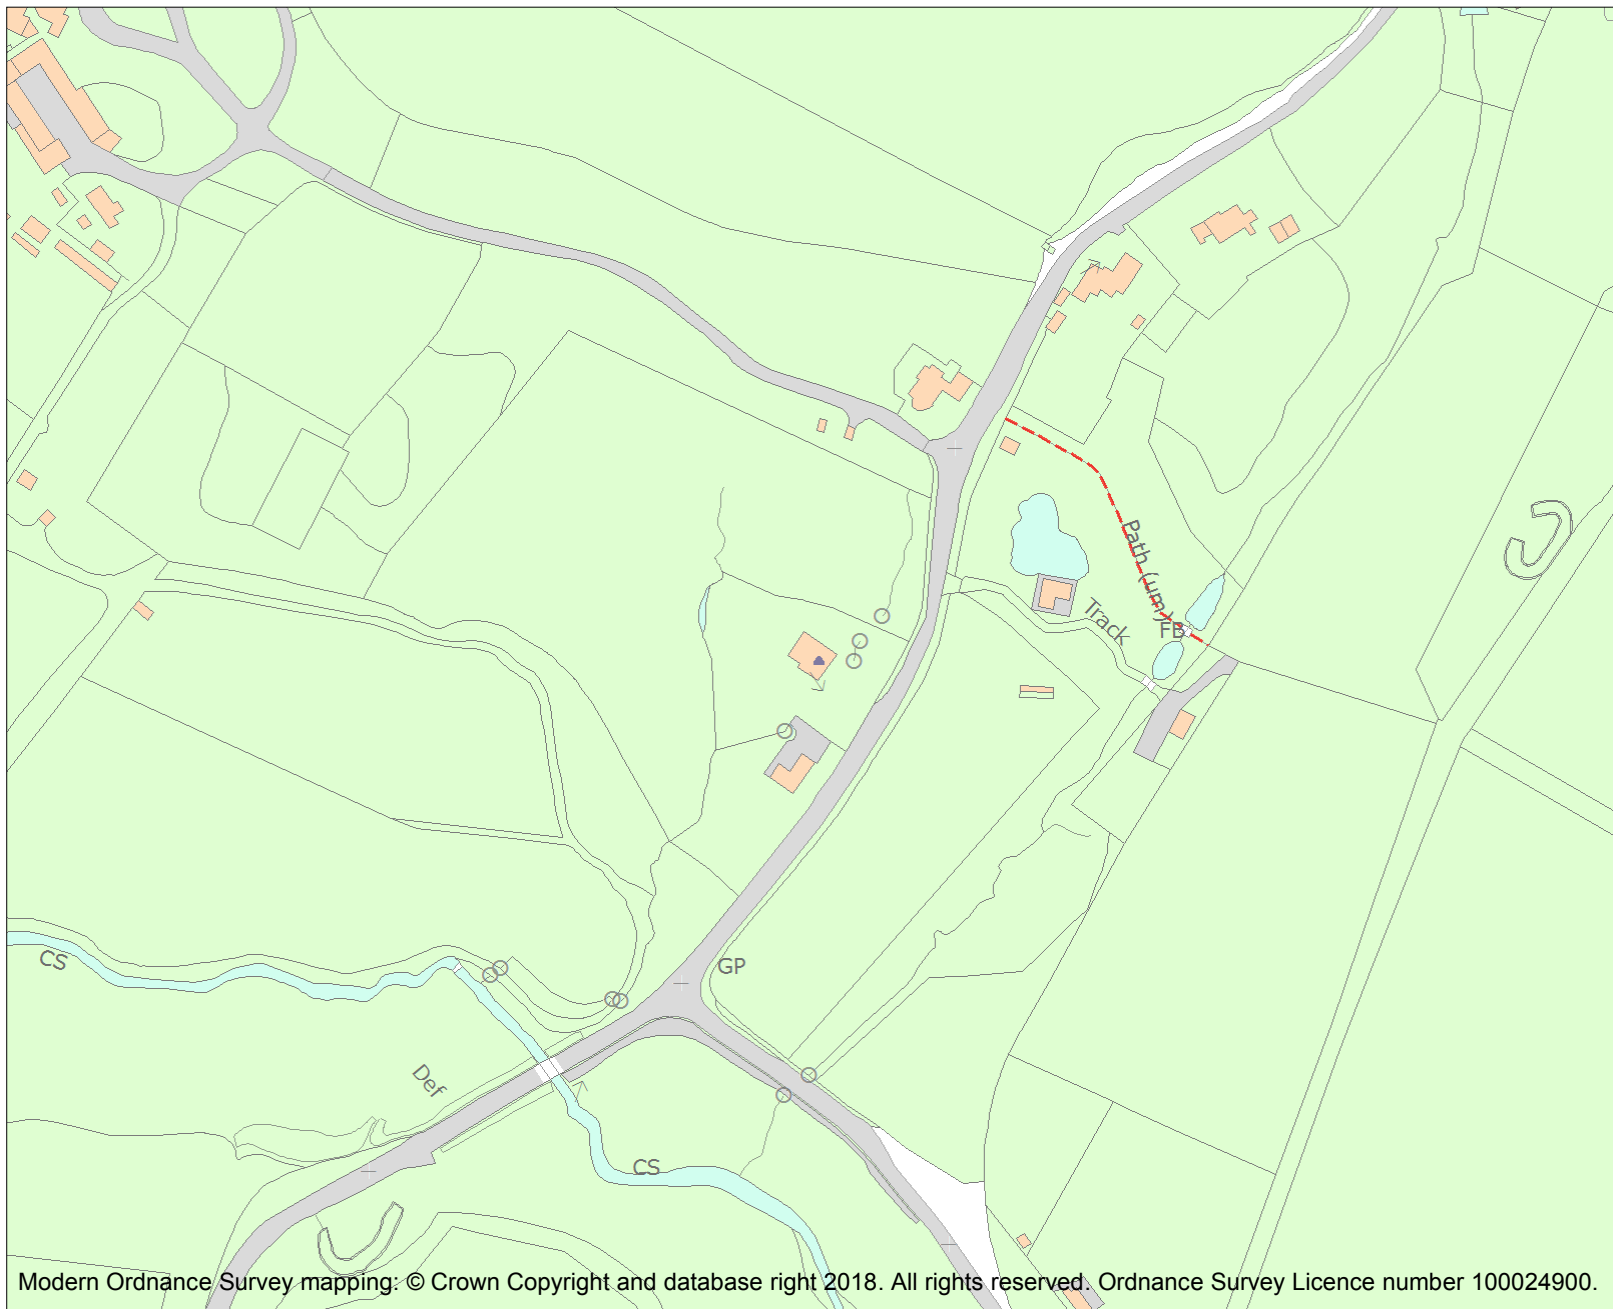 Path (um)
Track
FB
CS
GP
Def
CS
Modern Ordnance Survey mapping: © Crown Copyright and database right 2018. All rights reserved. Ordnance Survey Licence number 100024900.